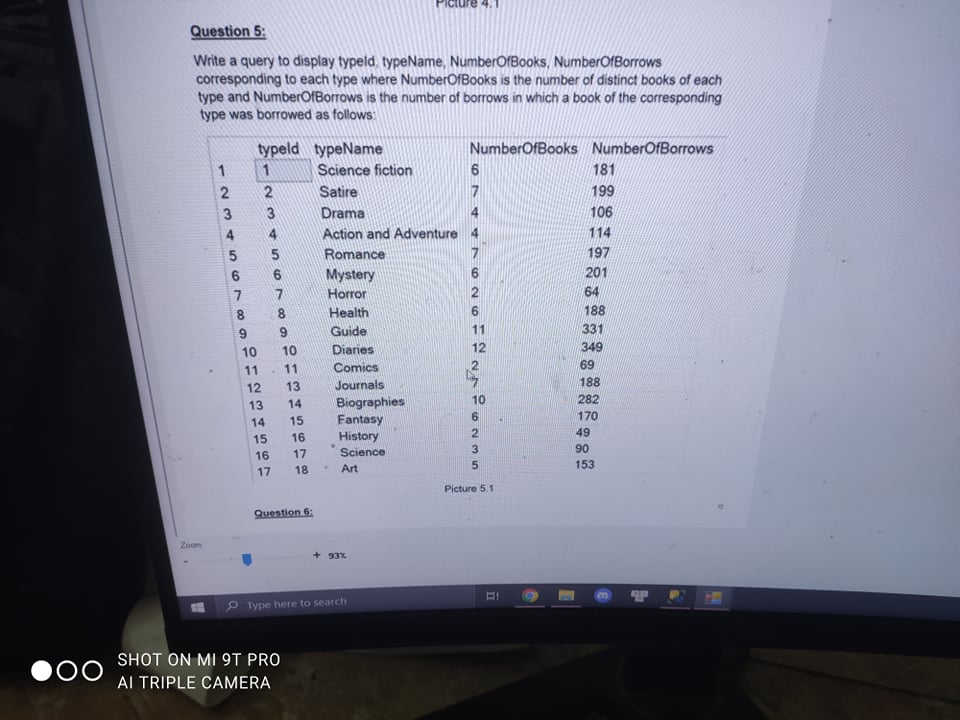 Picture 4.1
Question 5:
Write a query to display typeId, typeName, NumberOfBooks, NumberOfBorrows
corresponding to each type where NumberOfBooks is the number of distinct books of each
type and NumberOfBorrows is the number of borrows in which a book of the corresponding
type was borrowed as follows:
typeId typeName NumberOfBooks NumberOfBorrows
1 1 Science fiction 6 181
2 2 Satire 7 199
3 3 Drama 4 106
4 4 Action and Adventure 4 114
5 5 Romance 7 197
6 6 Mystery 6 201
7 7 Horror 2 64
8 8 Health 6 188
9 9 Guide 11 331
10 10 Diaries 12 349
11 11 Comics 2 69
12 13 Journals 7 188
13 14 Biographies 10 282
14 15 Fantasy 6 170
15 16 History 2 49
16 17 Science 3 90
17 18 Art 5 153
Picture 5.1
Question 6:
Zoom
- + 93%
Type here to search
SHOT ON MI 9T PRO
AI TRIPLE CAMERA